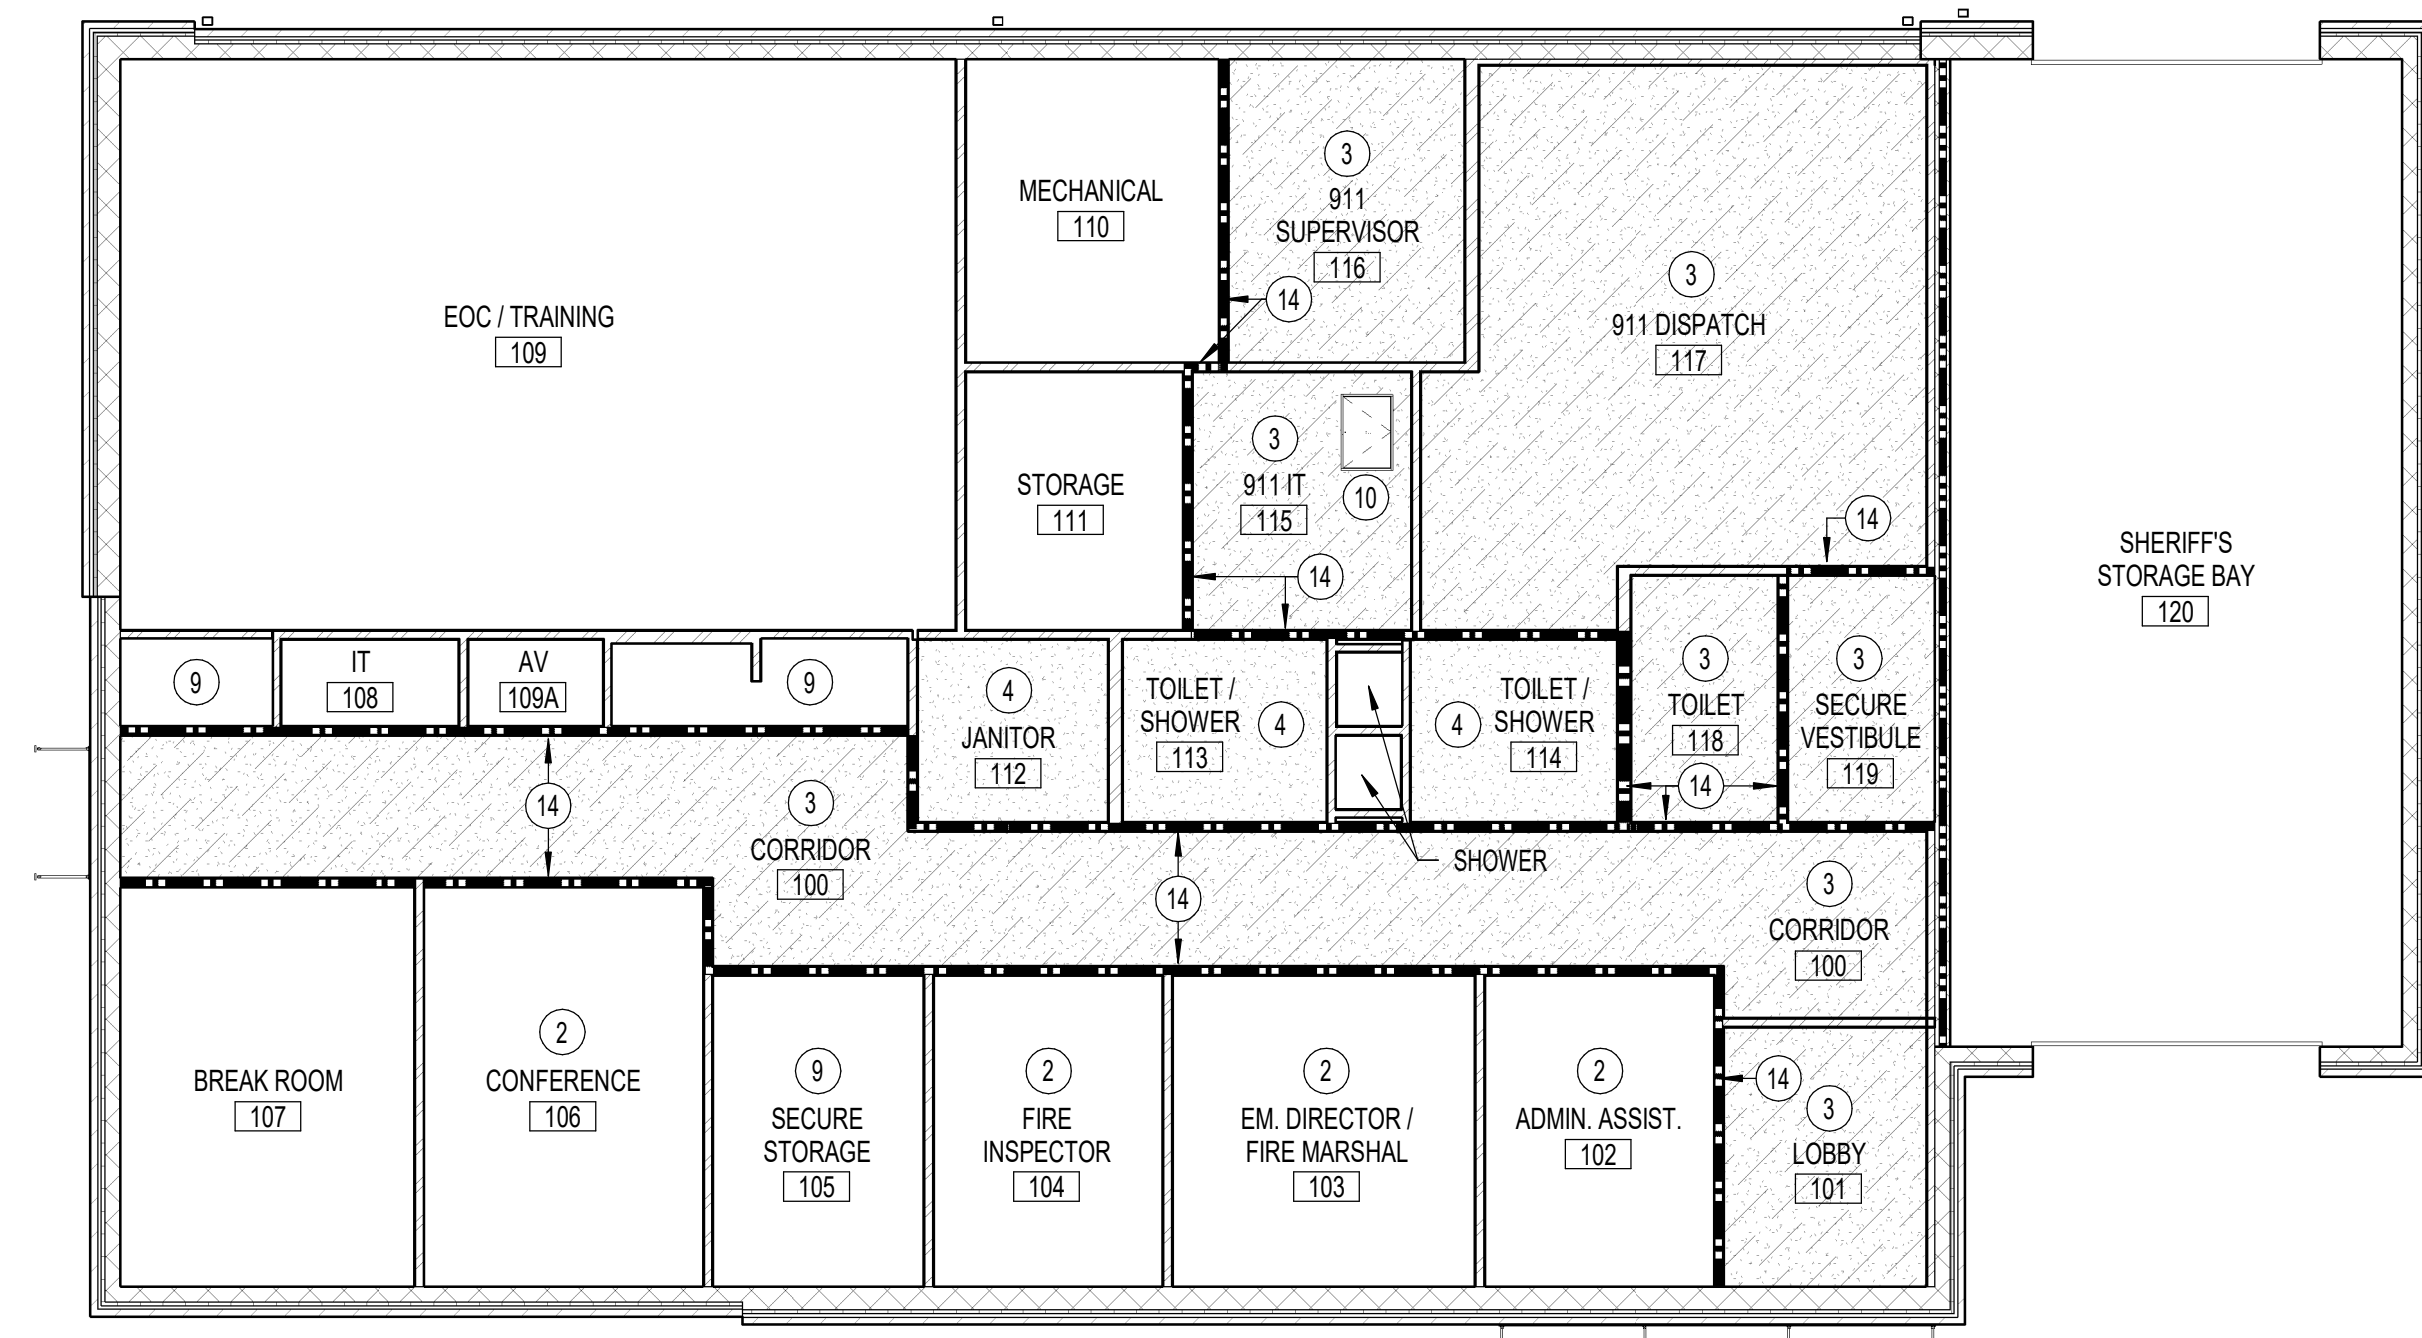 3
911
SUPERVISOR
116
MECHANICAL
110
14
3
911 DISPATCH
117
EOC / TRAINING
109
3
911 IT
115
10
STORAGE
111
14
14
SHERIFF'S
STORAGE BAY
120
9
IT
108
AV
109A
9
4
JANITOR
112
TOILET /
SHOWER
113
4
4
TOILET /
SHOWER
114
3
TOILET
118
14
3
SECURE
VESTIBULE
119
14
3
CORRIDOR
100
SHOWER
14
3
CORRIDOR
100
BREAK ROOM
107
2
CONFERENCE
106
9
SECURE
STORAGE
105
2
FIRE
INSPECTOR
104
2
EM. DIRECTOR /
FIRE MARSHAL
103
2
ADMIN. ASSIST.
102
14
3
LOBBY
101